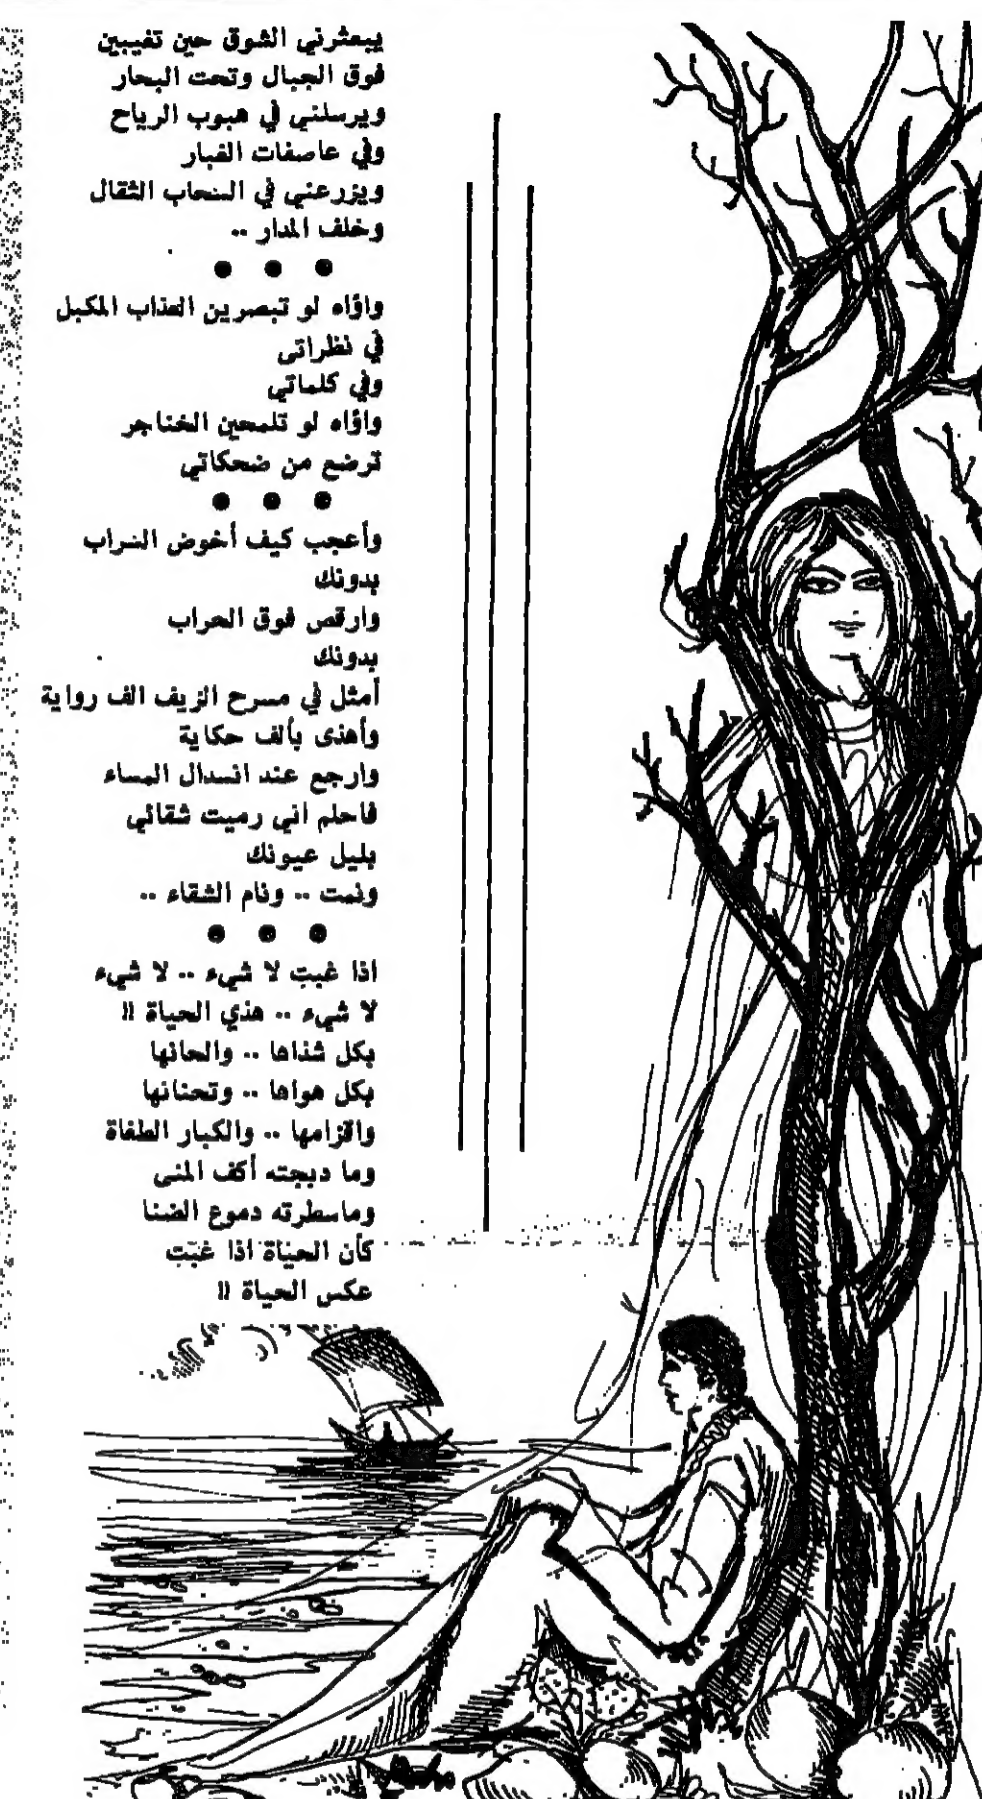 يبعثرني الشوق حين تغيبين
فوق الجبال وتحت البحار
ويرسلني في هبوب الرياح
وفي عاصفات الغبار
ويزرعني في السحاب الثقال
وخلف المدار ..
● ● ●
واؤاه لو تبصرين العذاب المكبل
في نظراتى
وفي كلماتي
واؤاه لو تلمحين الخناجر
ترضع من ضحكاتي
● ● ●
وأعجب كيف أخوض السراب
بدونك
وارقص فوق الحراب
بدونك
أمثل في مسرح الزيف الف رواية
وأهذى بألف حكاية
وارجع عند انسدال المساء
فاحلم اني رميت شقائي
بليل عيونك
ونمت .. ونام الشقاء ..
● ● ●
اذا غبتِ لا شيء .. لا شيء
لا شيء .. هذي الحياة !!
بكل شذاها .. والحانها
بكل هواها .. وتحنانها
واقزامها .. والكبار الطغاة
وما دبجته أكف المنى
وماسطرته دموع الضنا
كأن الحياة اذا غبت
عكس الحياة !!